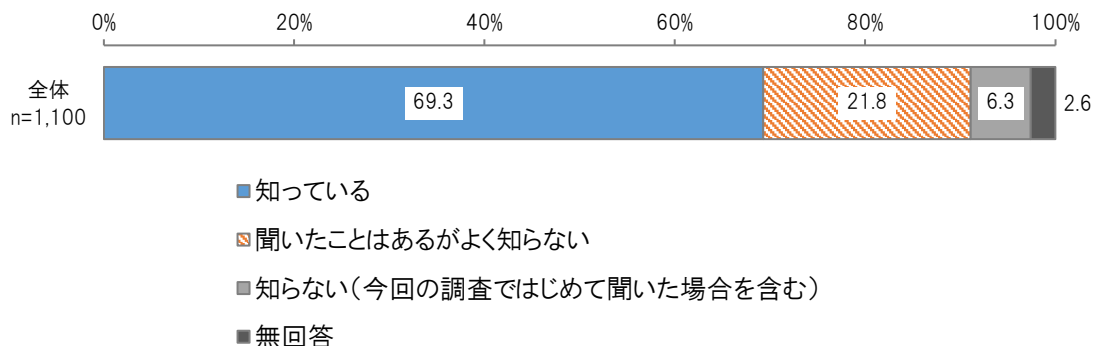 0% 20% 40% 60% 80% 100%
全体
n=1,100
69.3 21.8 6.3 2.6
知っている
聞いたことはあるがよく知らない
知らない（今回の調査ではじめて聞いた場合を含む）
無回答